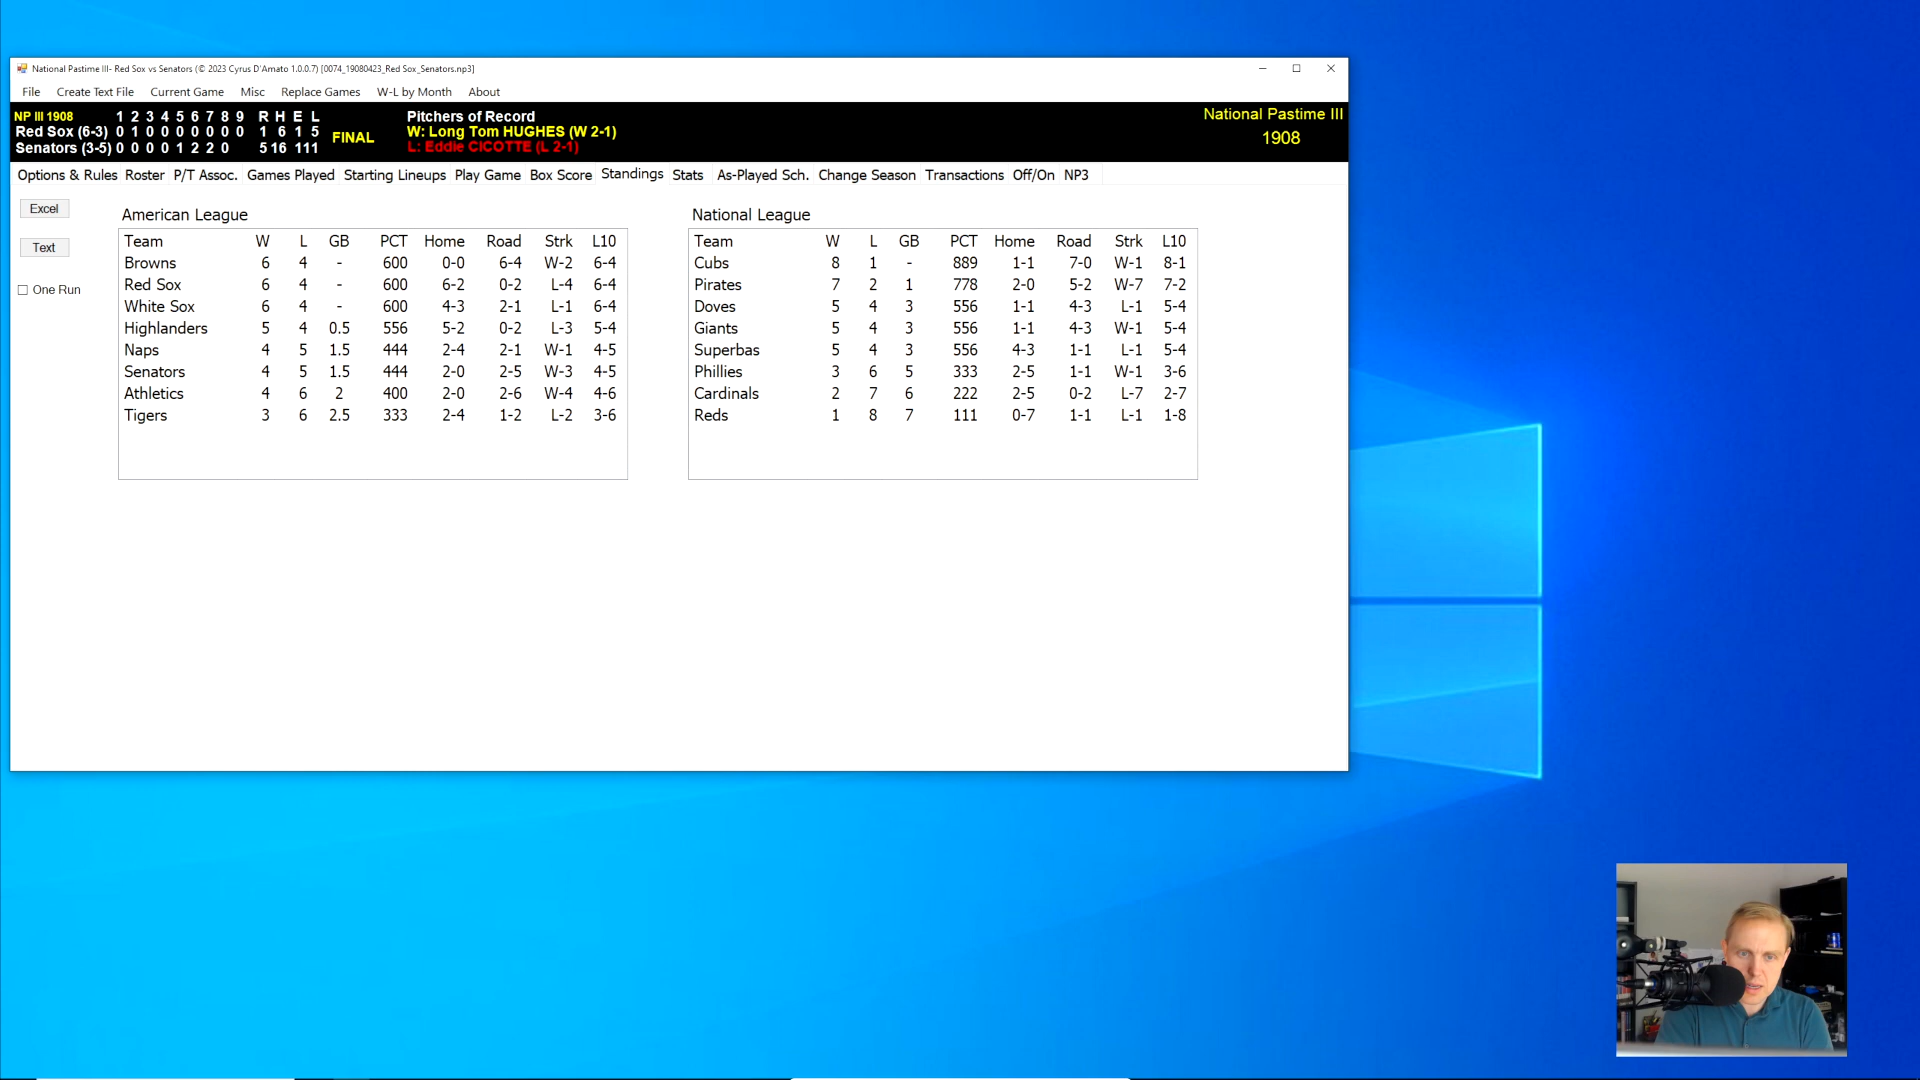 National Pastime III- Red Sox vs Senators (© 2023 Cyrus D'Amato 1.0.0.7) [0074_19080423_Red Sox_Senators.np3]
File Create Text File Current Game Misc Replace Games W-L by Month About
NP III 1908 1 2 3 4 5 6 7 8 9 R H E L
Red Sox (6-3) 0 1 0 0 0 0 0 0 0 1 6 1 5
Senators (3-5) 0 0 0 0 1 2 2 0 5 16 1 11
FINAL
Pitchers of Record
W: Long Tom HUGHES (W 2-1)
L: Eddie CICOTTE (L 2-1)
National Pastime III
1908
Options & Rules Roster P/T Assoc. Games Played Starting Lineups Play Game Box Score Standings Stats As-Played Sch. Change Season Transactions Off/On NP3
Excel
Text
One Run
American League
Team W L GB PCT Home Road Strk L10
Browns 6 4 - 600 0-0 6-4 W-2 6-4
Red Sox 6 4 - 600 6-2 0-2 L-4 6-4
White Sox 6 4 - 600 4-3 2-1 L-1 6-4
Highlanders 5 4 0.5 556 5-2 0-2 L-3 5-4
Naps 4 5 1.5 444 2-4 2-1 W-1 4-5
Senators 4 5 1.5 444 2-0 2-5 W-3 4-5
Athletics 4 6 2 400 2-0 2-6 W-4 4-6
Tigers 3 6 2.5 333 2-4 1-2 L-2 3-6
National League
Team W L GB PCT Home Road Strk L10
Cubs 8 1 - 889 1-1 7-0 W-1 8-1
Pirates 7 2 1 778 2-0 5-2 W-7 7-2
Doves 5 4 3 556 1-1 4-3 L-1 5-4
Giants 5 4 3 556 1-1 4-3 W-1 5-4
Superbas 5 4 3 556 4-3 1-1 L-1 5-4
Phillies 3 6 5 333 2-5 1-1 W-1 3-6
Cardinals 2 7 6 222 2-5 0-2 L-7 2-7
Reds 1 8 7 111 0-7 1-1 L-1 1-8